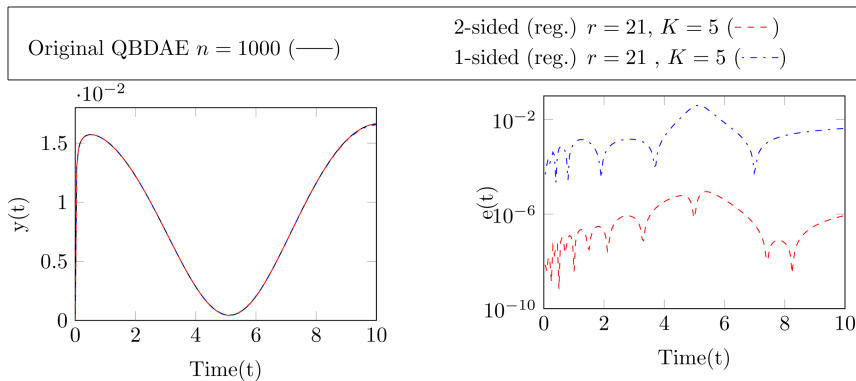 Original QBDAE n = 1000 (——)
2-sided (reg.) r = 21, K = 5 (- - -)
1-sided (reg.) r = 21 , K = 5 (- · -)
·10⁻²
1.5
1
0.5
0
y(t)
0 2 4 6 8 10
Time(t)
10⁻²
10⁻⁶
10⁻¹⁰
e(t)
0 2 4 6 8 10
Time(t)